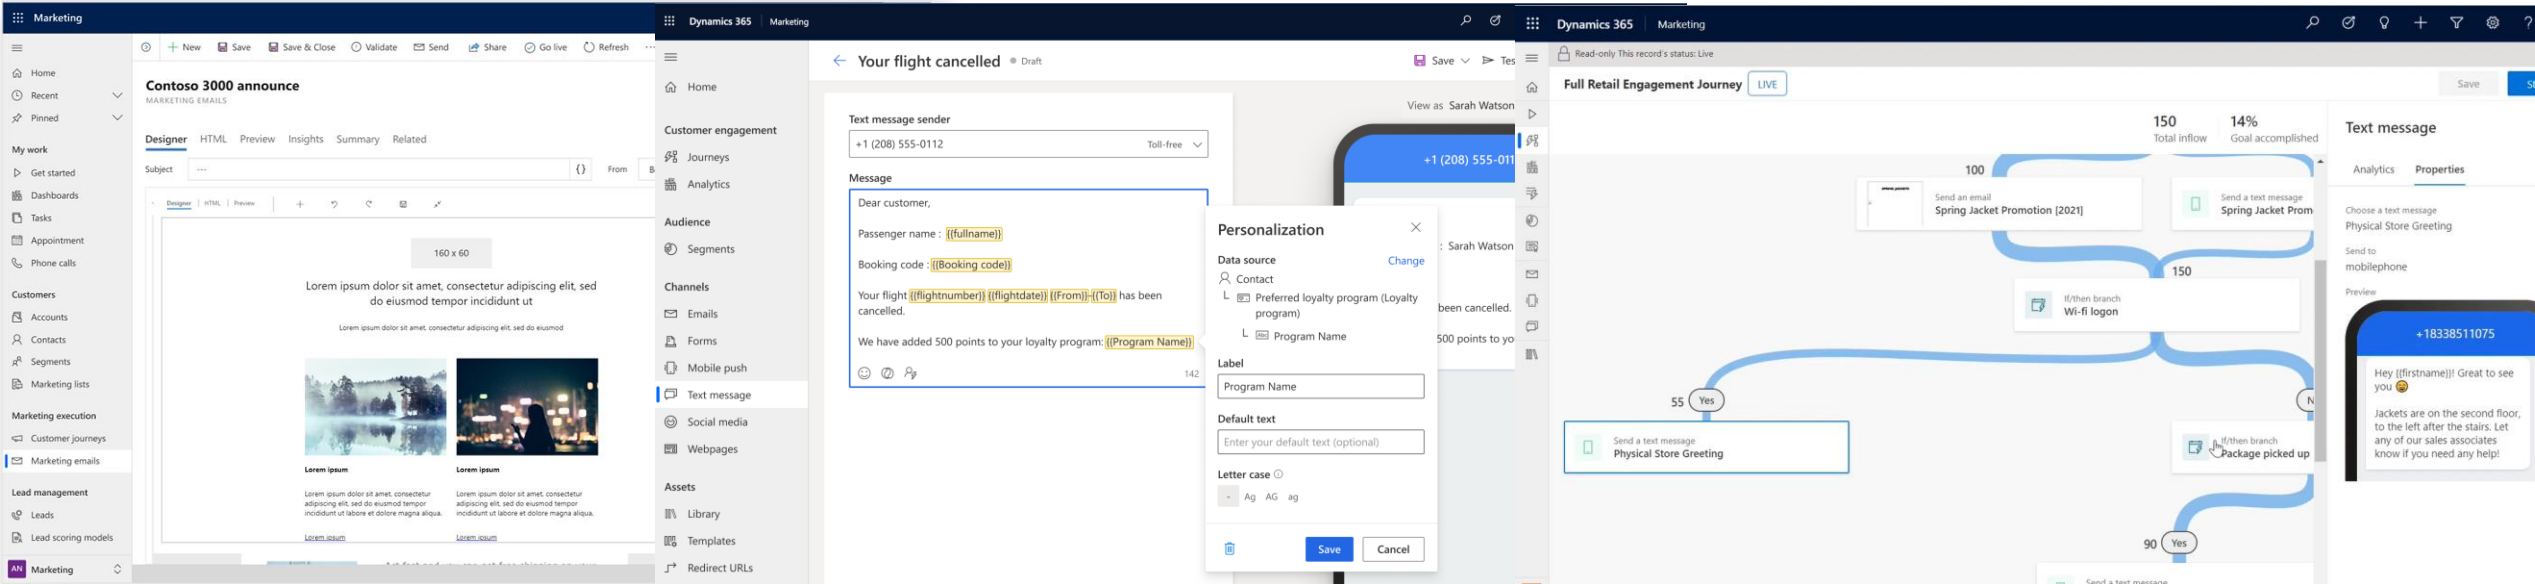 Marketing
New Save Save & Close Validate Send Share Go live Refresh ...
Home
Recent
Pinned
My work
Get started
Dashboards
Tasks
Appointment
Phone calls
Customers
Accounts
Contacts
Segments
Marketing lists
Marketing execution
Customer journeys
Marketing emails
Lead management
Leads
Lead scoring models
AN Marketing
Contoso 3000 announce
MARKETING EMAILS
Designer HTML Preview Insights Summary Related
Subject --- {} From
Designer HTML Preview
160 x 60
Lorem ipsum dolor sit amet, consectetur adipiscing elit, sed
do eiusmod tempor incididunt ut
Lorem ipsum dolor sit amet, consectetur adipiscing elit, sed do eiusmod
Lorem ipsum Lorem ipsum
Lorem ipsum dolor sit amet, consectetur
adipiscing elit, sed do eiusmod tempor
incididunt ut labore et dolore magna aliqua.
Lorem ipsum dolor sit amet, consectetur
adipiscing elit, sed do eiusmod tempor
incididunt ut labore et dolore magna aliqua.
Lorem ipsum Lorem ipsum
Dynamics 365 Marketing
Home
Customer engagement
Journeys
Analytics
Audience
Segments
Channels
Emails
Forms
Mobile push
Text message
Social media
Webpages
Assets
Library
Templates
Redirect URLs
Your flight cancelled Draft
Save Tes
Text message sender
+1 (208) 555-0112 Toll-free
Message
Dear customer,
Passenger name : {{fullname}}
Booking code : {{Booking code}}
Your flight {{flightnumber}} {{flightdate}} {{From}}-{{To}} has been
cancelled.
We have added 500 points to your loyalty program: {{Program Name}}
142
View as Sarah Watson
+1 (208) 555-011
: Sarah Watson
been cancelled.
500 points to yo
Personalization
Data source Change
Contact
Preferred loyalty program (Loyalty
program)
Abc Program Name
Label
Program Name
Default text
Enter your default text (optional)
Letter case
- Ag AG ag
Save Cancel
Dynamics 365 Marketing
Read-only This record's status: Live
Full Retail Engagement Journey LIVE
Save
150 14%
Total inflow Goal accomplished
100
Send an email
Spring Jacket Promotion [2021]
Send a text message
Spring Jacket Prom
150
If/then branch
Wi-fi logon
55 Yes
N
Send a text message
Physical Store Greeting
If/then branch
Package picked up
90 Yes
Send a text message
Text message
Analytics Properties
Choose a text message
Physical Store Greeting
Send to
mobilephone
Preview
+18338511075
Hey {{firstname}}! Great to see
you 😄
Jackets are on the second floor,
to the left after the stairs. Let
any of our sales associates
know if you need any help!